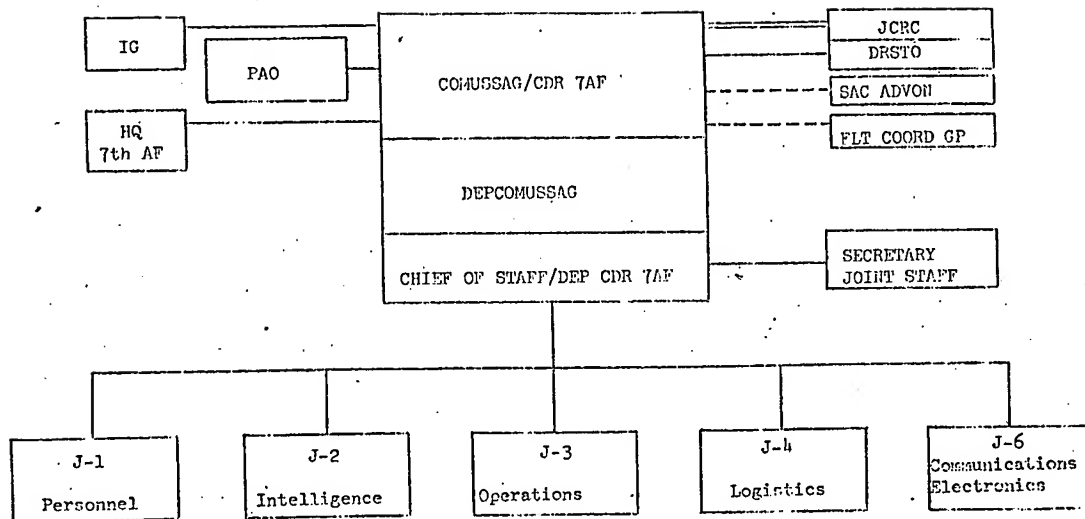 IG
PAO
HQ
7th AF
COMUSSAG/CDR 7AF
DEPCOMUSSAG
CHIEF OF STAFF/DEP CDR 7AF
JCRC
DRSTO
SAC ADVON
FLT COORD GP
SECRETARY
JOINT STAFF
J-1
Personnel
J-2
Intelligence
J-3
Operations
J-4
Logistics
J-6
Communications
Electronics